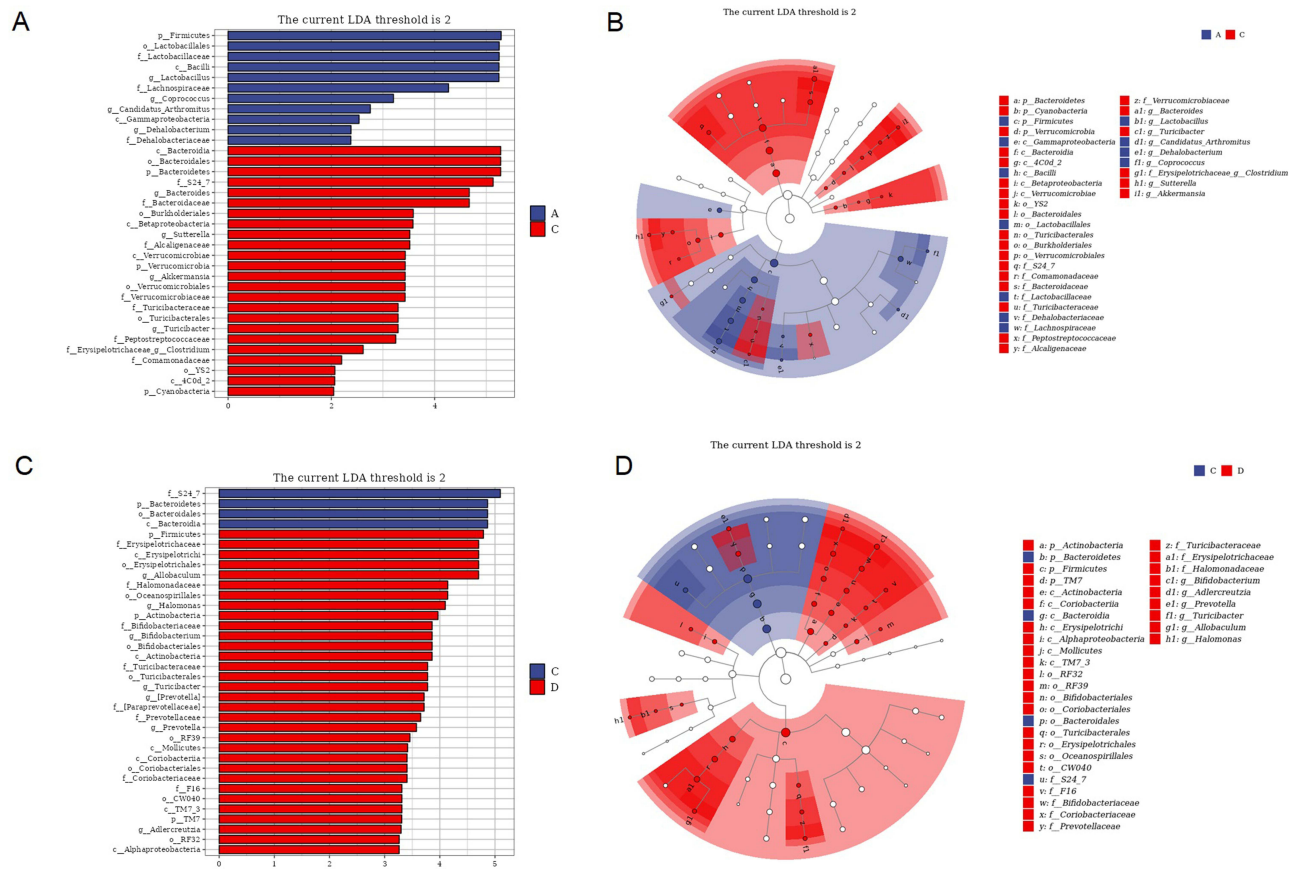 A
The current LDA threshold is 2
p__Firmicutes
o__Lactobacillales
f__Lactobacillaceae
c__Bacilli
g__Lactobacillus
f__Lachnospiraceae
g__Coprococcus
g__Candidatus_Arthromitus
c__Gammaproteobacteria
g__Dehalobacterium
f__Dehalobacteriaceae
c__Bacteroidia
o__Bacteroidales
p__Bacteroidetes
f__S24_7
g__Bacteroides
f__Bacteroidaceae
o__Burkholderiales
c__Betaproteobacteria
g__Sutterella
f__Alcaligenaceae
c__Verrucomicrobiae
p__Verrucomicrobia
g__Akkermansia
o__Verrucomicrobiales
f__Verrucomicrobiaceae
f__Turicibacteraceae
o__Turicibacterales
g__Turicibacter
f__Peptostreptococcaceae
f__Erysipelotrichaceae_g__Clostridium
f__Comamonadaceae
o__YS2
c__4C0d_2
p__Cyanobacteria
0 2 4
A
C
B
The current LDA threshold is 2
A C
a: p__Bacteroidetes
b: p__Cyanobacteria
c: p__Firmicutes
d: p__Verrucomicrobia
e: c__Gammaproteobacteria
f: c__Bacteroidia
g: c__4C0d_2
h: c__Bacilli
i: c__Betaproteobacteria
j: c__Verrucomicrobiae
k: o__YS2
l: o__Bacteroidales
m: o__Lactobacillales
n: o__Turicibacterales
o: o__Burkholderiales
p: o__Verrucomicrobiales
q: f__S24_7
r: f__Comamonadaceae
s: f__Bacteroidaceae
t: f__Lactobacillaceae
u: f__Turicibacteraceae
v: f__Dehalobacteriaceae
w: f__Lachnospiraceae
x: f__Peptostreptococcaceae
y: f__Alcaligenaceae
z: f__Verrucomicrobiaceae
a1: g__Bacteroides
b1: g__Lactobacillus
c1: g__Turicibacter
d1: g__Candidatus_Arthromitus
e1: g__Dehalobacterium
f1: g__Coprococcus
g1: f__Erysipelotrichaceae_g__Clostridium
h1: g__Sutterella
i1: g__Akkermansia
C
The current LDA threshold is 2
f__S24_7
p__Bacteroidetes
o__Bacteroidales
c__Bacteroidia
p__Firmicutes
f__Erysipelotrichaceae
c__Erysipelotrichi
o__Erysipelotrichales
g__Allobaculum
f__Halomonadaceae
o__Oceanospirillales
g__Halomonas
p__Actinobacteria
f__Bifidobacteriaceae
g__Bifidobacterium
o__Bifidobacteriales
c__Actinobacteria
f__Turicibacteraceae
o__Turicibacterales
g__Turicibacter
g__[Prevotella]
f__[Paraprevotellaceae]
f__Prevotellaceae
g__Prevotella
o__RF39
c__Mollicutes
c__Coriobacteriia
o__Coriobacteriales
f__Coriobacteriaceae
f__F16
o__CW040
c__TM7_3
p__TM7
g__Adlercreutzia
o__RF32
c__Alphaproteobacteria
0 1 2 3 4 5
C
D
D
The current LDA threshold is 2
C D
a: p__Actinobacteria
b: p__Bacteroidetes
c: p__Firmicutes
d: p__TM7
e: c__Actinobacteria
f: c__Coriobacteriia
g: c__Bacteroidia
h: c__Erysipelotrichi
i: c__Alphaproteobacteria
j: c__Mollicutes
k: c__TM7_3
l: o__RF32
m: o__RF39
n: o__Bifidobacteriales
o: o__Coriobacteriales
p: o__Bacteroidales
q: o__Turicibacterales
r: o__Erysipelotrichales
s: o__Oceanospirillales
t: o__CW040
u: f__S24_7
v: f__F16
w: f__Bifidobacteriaceae
x: f__Coriobacteriaceae
y: f__Prevotellaceae
z: f__Turicibacteraceae
a1: f__Erysipelotrichaceae
b1: f__Halomonadaceae
c1: g__Bifidobacterium
d1: g__Adlercreutzia
e1: g__Prevotella
f1: g__Turicibacter
g1: g__Allobaculum
h1: g__Halomonas